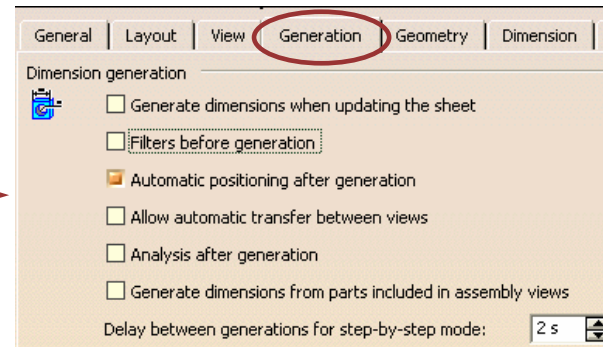 General Layout View Generation Geometry Dimension
Dimension generation
Generate dimensions when updating the sheet
Filters before generation
Automatic positioning after generation
Allow automatic transfer between views
Analysis after generation
Generate dimensions from parts included in assembly views
Delay between generations for step-by-step mode: 2 s